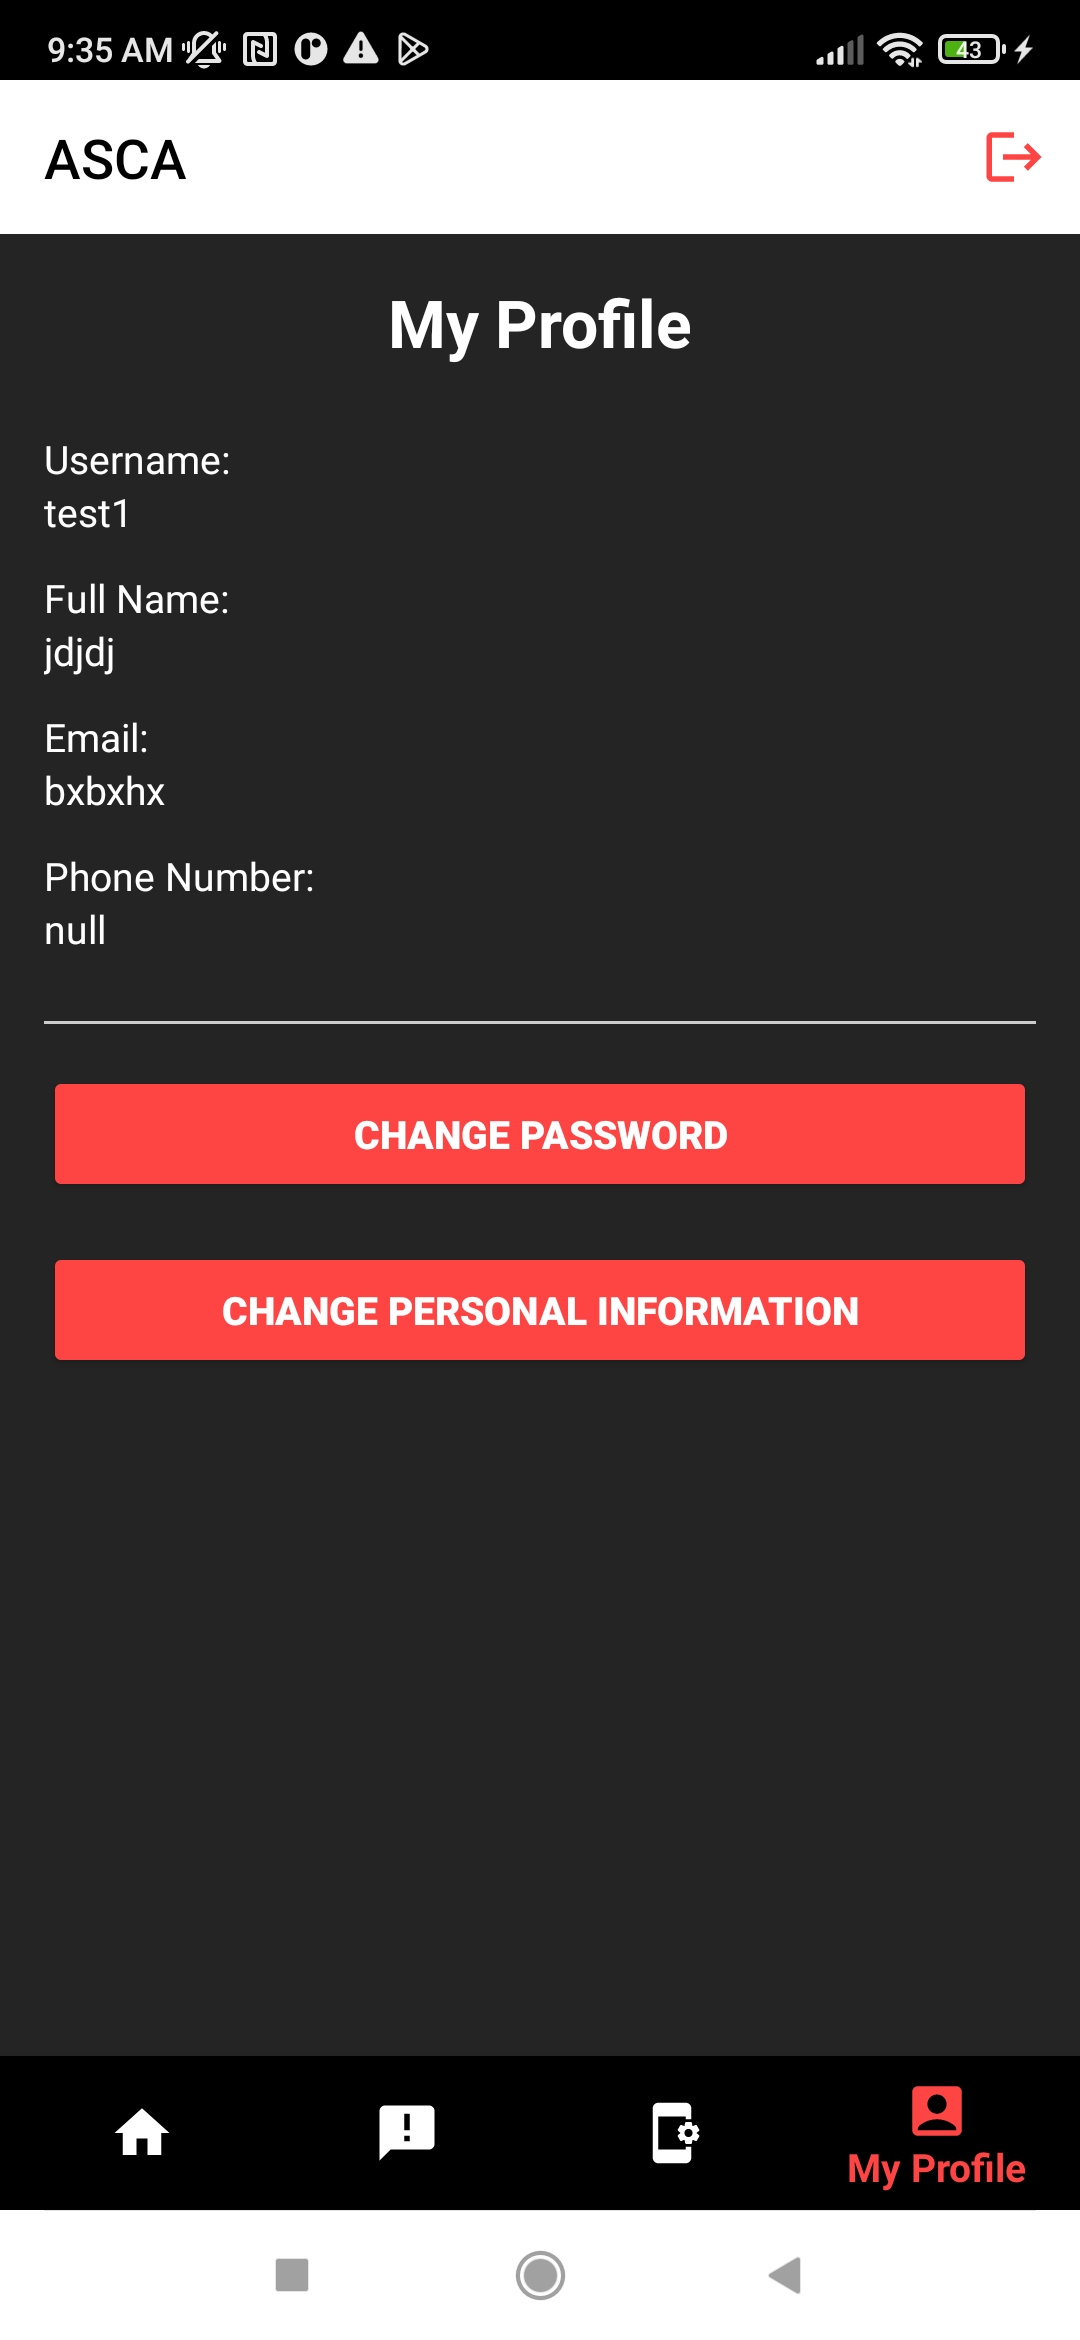 9:35 AM
43
ASCA
My Profile
Username:
test1
Full Name:
jdjdj
Email:
bxbxhx
Phone Number:
null
CHANGE PASSWORD
CHANGE PERSONAL INFORMATION
My Profile